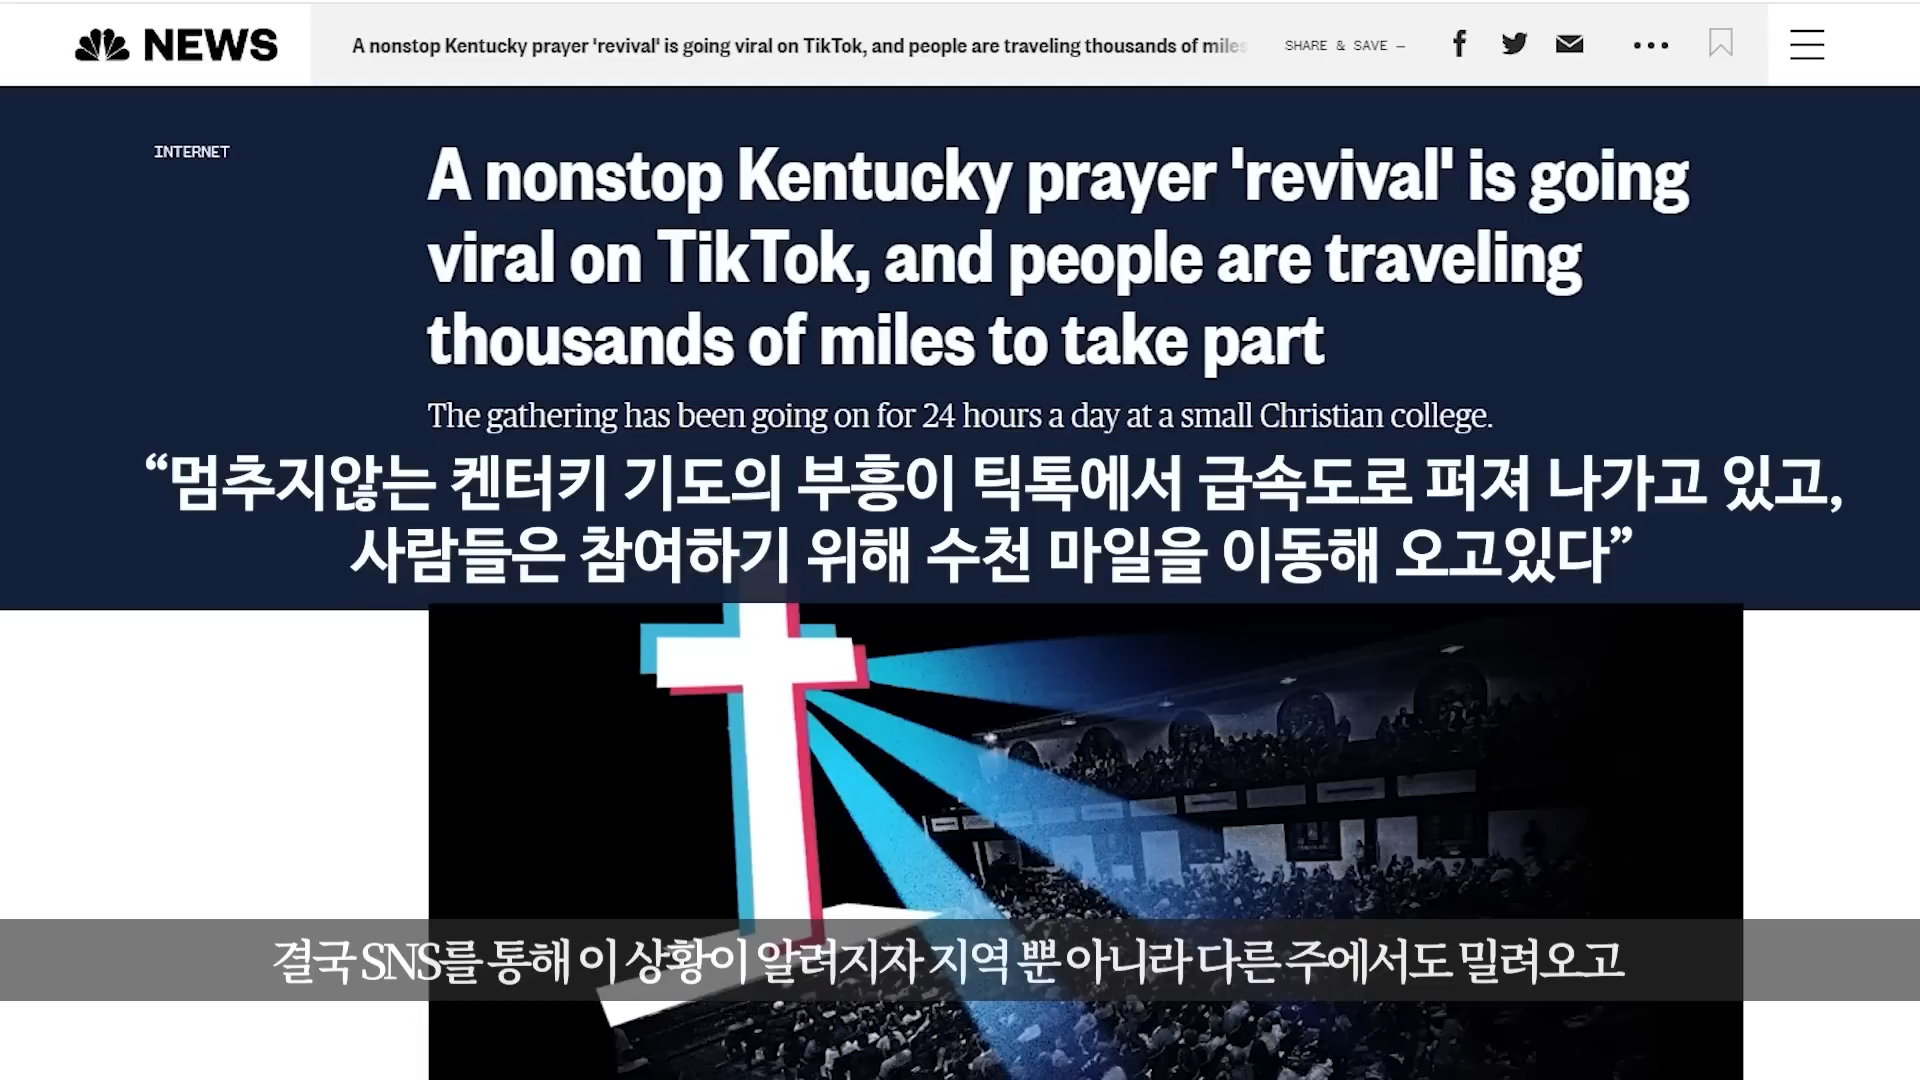 NEWS
A nonstop Kentucky prayer 'revival' is going viral on TikTok, and people are traveling thousands of miles
SHARE & SAVE —
INTERNET
A nonstop Kentucky prayer 'revival' is going
viral on TikTok, and people are traveling
thousands of miles to take part
The gathering has been going on for 24 hours a day at a small Christian college.
“멈추지않는 켄터키 기도의 부흥이 틱톡에서 급속도로 퍼져 나가고 있고,
사람들은 참여하기 위해 수천 마일을 이동해 오고있다”
결국 SNS를 통해 이 상황이 알려지자 지역 뿐 아니라 다른 주에서도 밀려오고